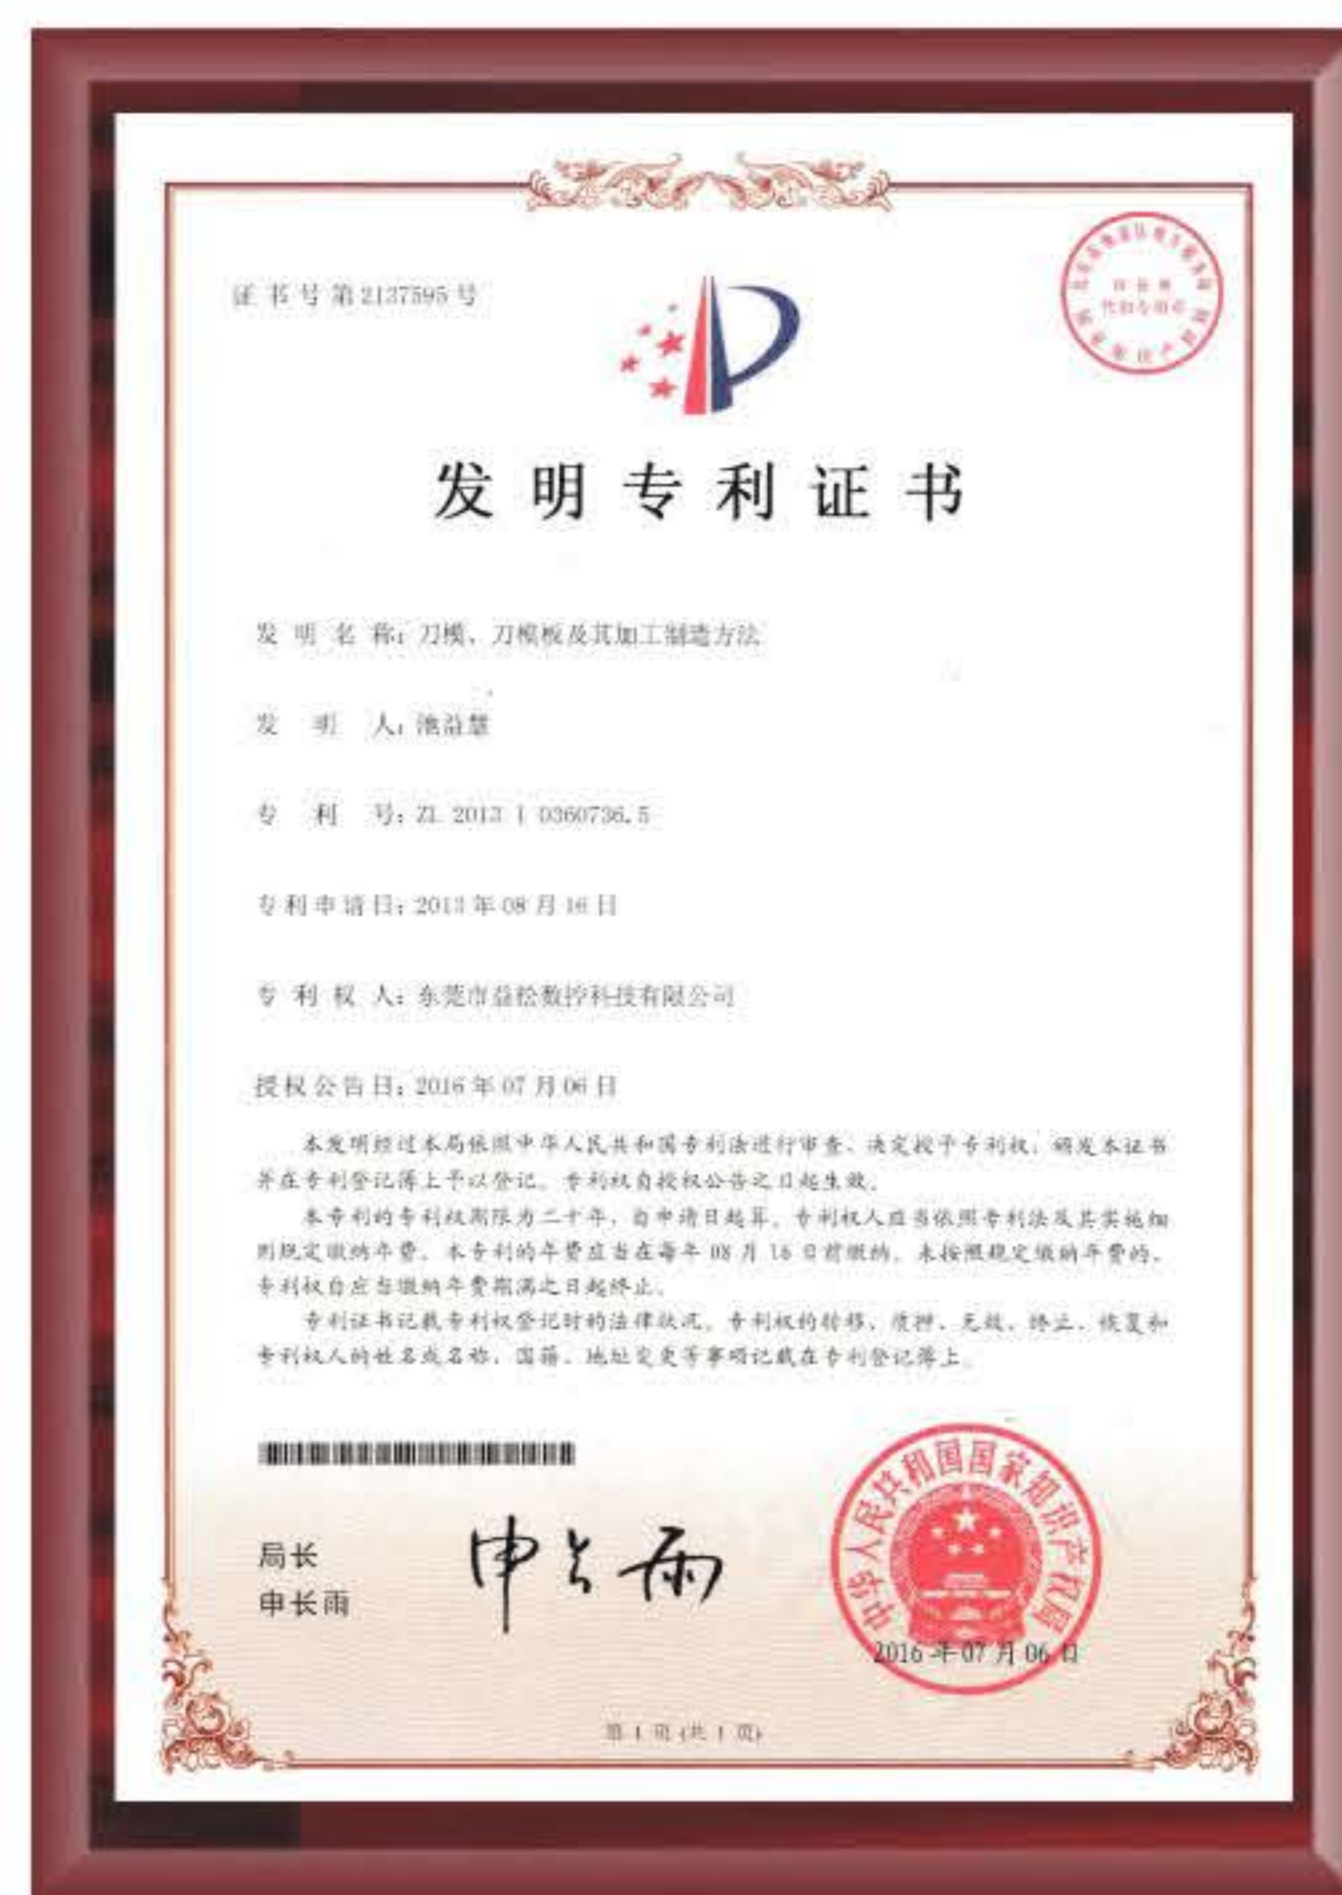 证书号第2137595号
发明专利证书
发明名称：刀模、刀模板及其加工制造方法
发明人：池益慧
专利号：ZL 2013 1 0360736.5
专利申请日：2013年08月16日
专利权人：东莞市益松数控科技有限公司
授权公告日：2016年07月06日
本发明经过本局依照中华人民共和国专利法进行审查，决定授予专利权，颁发本证书
并在专利登记簿上予以登记。专利权自授权公告之日起生效。
本专利的专利权期限为二十年，自申请日起算。专利权人应当依照专利法及其实施细
则规定缴纳年费。本专利的年费应当在每年08月16日前缴纳。未按照规定缴纳年费的，
专利权自应当缴纳年费期满之日起终止。
专利证书记载专利权登记时的法律状况。专利权的转移、质押、无效、终止、恢复和
专利权人的姓名或名称、国籍、地址变更等事项记载在专利登记簿上。
局长
申长雨
申长雨
中华人民共和国国家知识产权局
2016年07月06日
第1页(共1页)